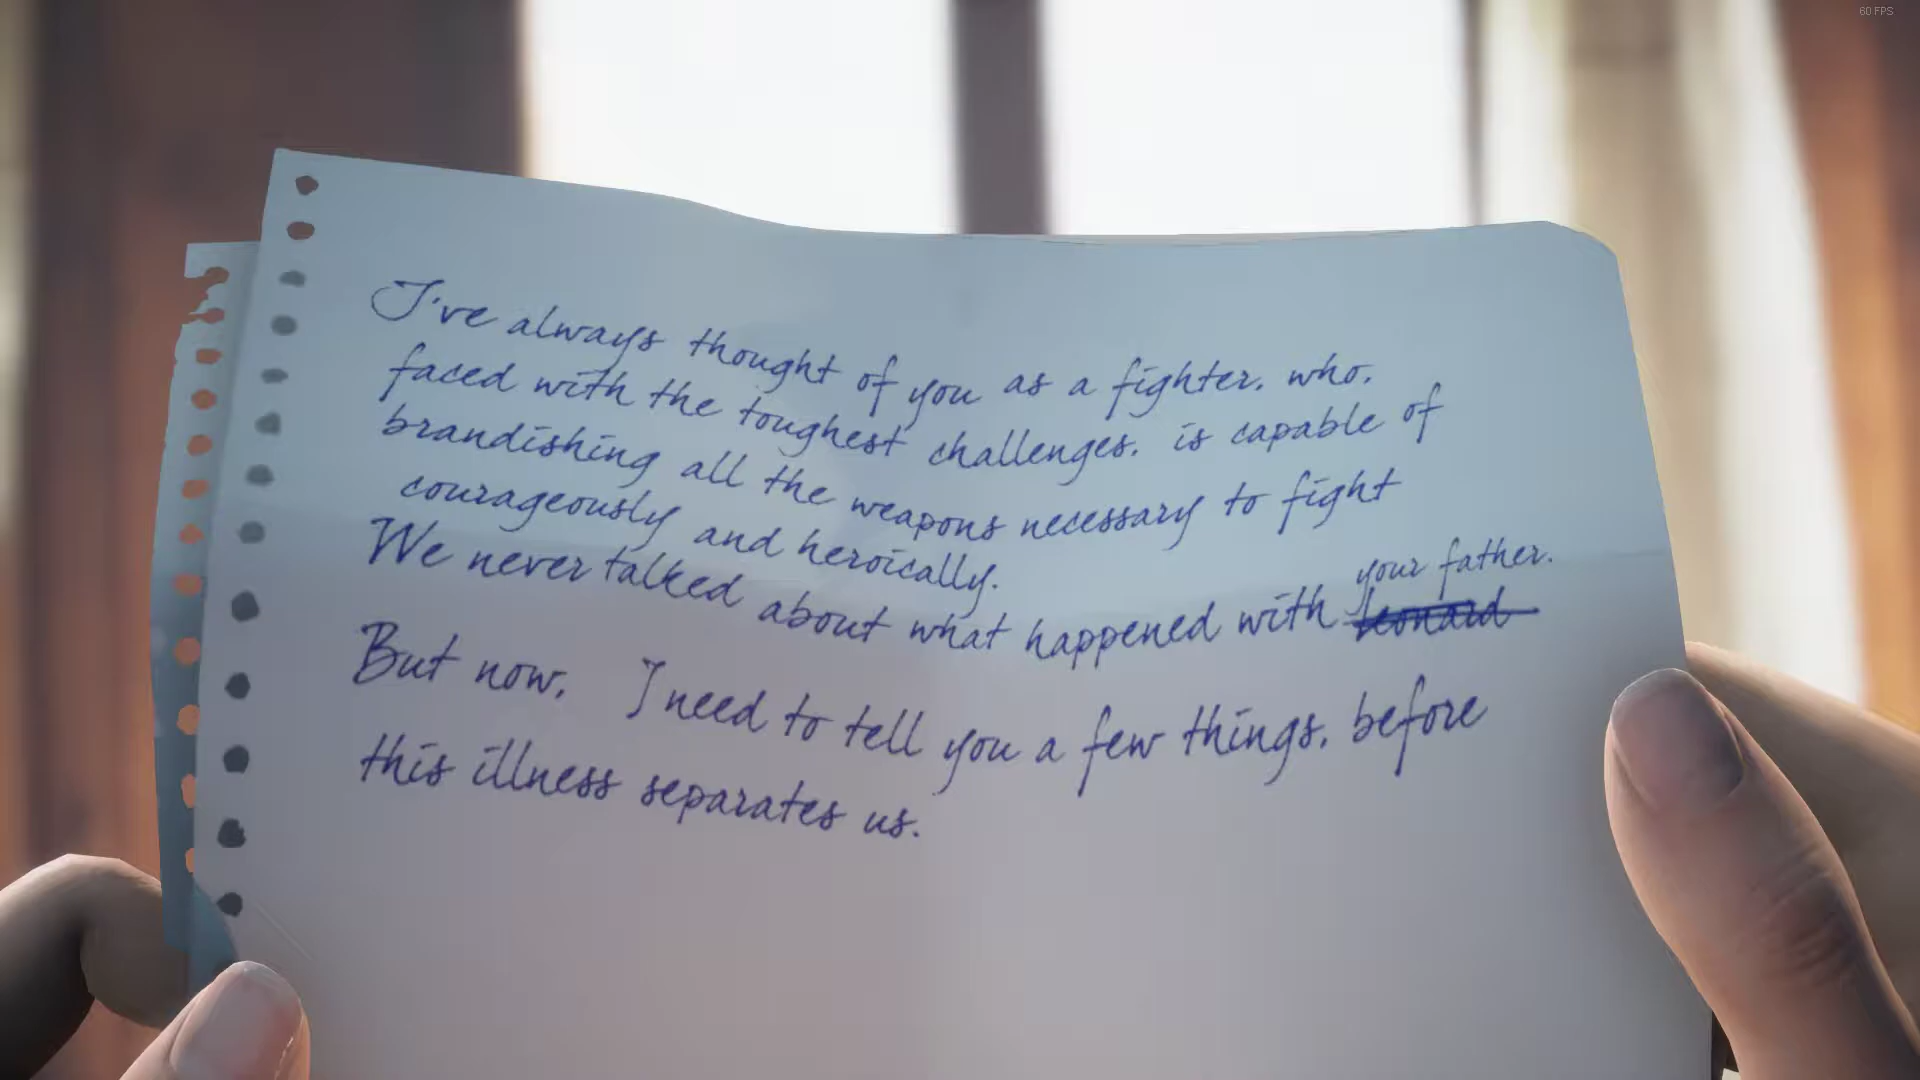 60 FPS
I've always thought of you as a fighter, who,
faced with the toughest challenges, is capable of
brandishing all the weapons necessary to fight
courageously and heroically.
We never talked about what happened with leonard your father.
But now, I need to tell you a few things, before
this illness separates us.